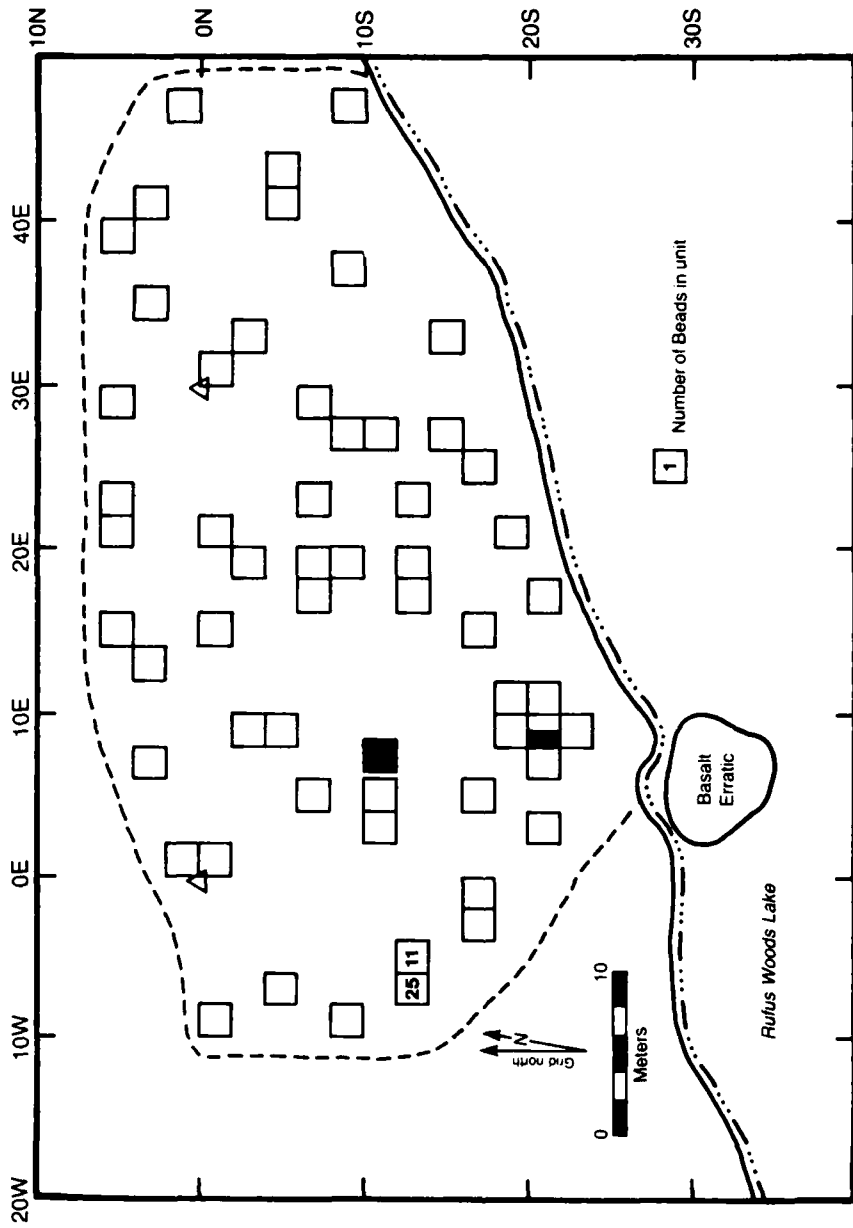 20W
10W
0E
10E
20E
30E
40E
10N
0N
10S
20S
30S
25 11
Grid north
N
0 10
Meters
Basalt
Erratic
1 Number of Beads in unit
Rufus Woods Lake